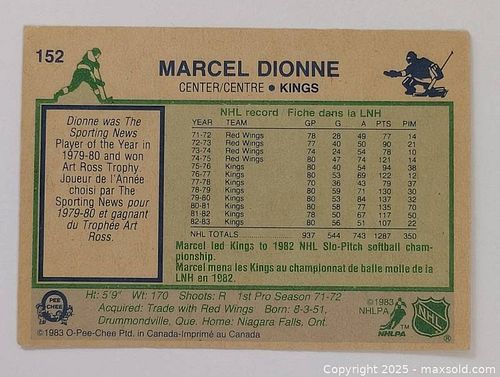 152
MARCEL DIONNE
CENTER/CENTRE • KINGS
Dionne was The
Sporting News
Player of the Year in
1979-80 and won
Art Ross Trophy.
Joueur de l'Année
choisi par The
Sporting News pour
1979-80 et gagnant
du Trophée Art
Ross.
NHL record / Fiche dans la LNH
YEAR TEAM GP G A PTS PIM
71-72 Red Wings 78 28 49 77 14
72-73 Red Wings 77 40 50 90 21
73-74 Red Wings 74 24 54 78 10
74-75 Red Wings 80 47 74 121 14
75-76 Kings 80 40 54 94 38
76-77 Kings 80 53 69 122 12
77-78 Kings 70 36 43 79 37
78-79 Kings 80 59 71 130 30
79-80 Kings 80 53 84 137 32
80-81 Kings 80 58 77 135 70
81-82 Kings 78 50 67 117 50
82-83 Kings 80 56 51 107 22
NHL TOTALS 937 544 743 1287 350
Marcel led Kings to 1982 NHL Slo-Pitch softball cham-
pionship.
Marcel mena les Kings au championnat de balle molle de la
LNH en 1982.
O PEE CHEE
Ht: 5'9" Wt: 170 Shoots: R 1st Pro Season 71-72
Acquired: Trade with Red Wings Born: 8-3-51,
Drummondville, Que. Home: Niagara Falls, Ont.
©1983 O-Pee-Chee Ptd. in Canada-Imprimé au Canada
©1983
NHLPA
NHLPA
TM
NHL
®
Copyright 2025 - maxsold.com